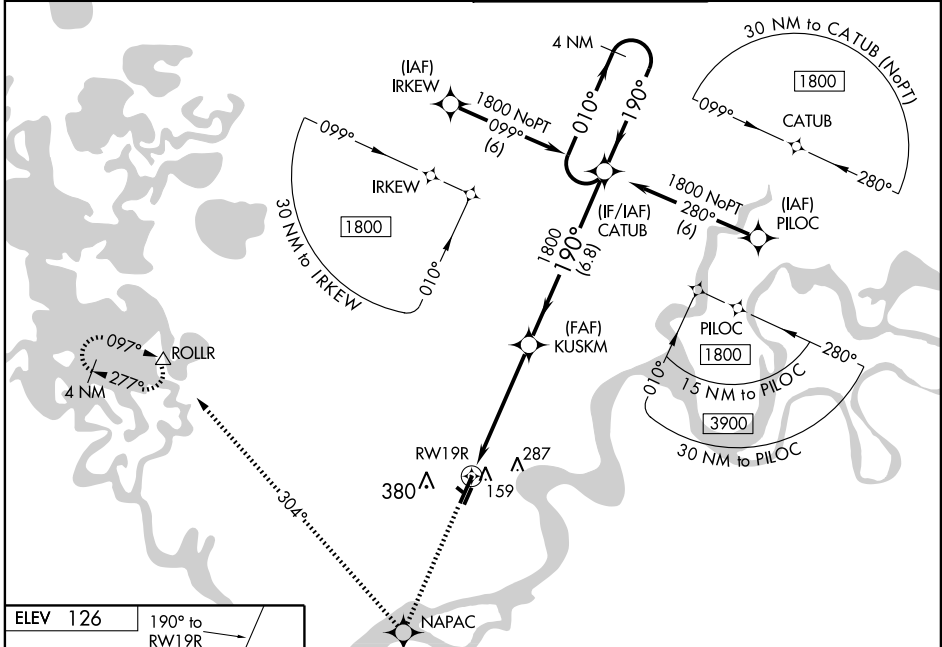 30 NM to CATUB (NoPT)
1800
099°
CATUB
280°
4 NM
010°
190°
(IAF)
IRKEW
1800 NoPT
099°
(6)
099°
IRKEW
1800
30 NM to IRKEW
010°
(IF/IAF)
CATUB
1800 NoPT
280°
(6)
(IAF)
PILOC
1800
190°
(6.8)
(FAF)
KUSKM
PILOC
1800
280°
010°
15 NM to PILOC
3900
30 NM to PILOC
097°
ROLLR
277°
4 NM
304°
RW19R
287
380
159
NAPAC
ELEV 126
190° to
RW19R